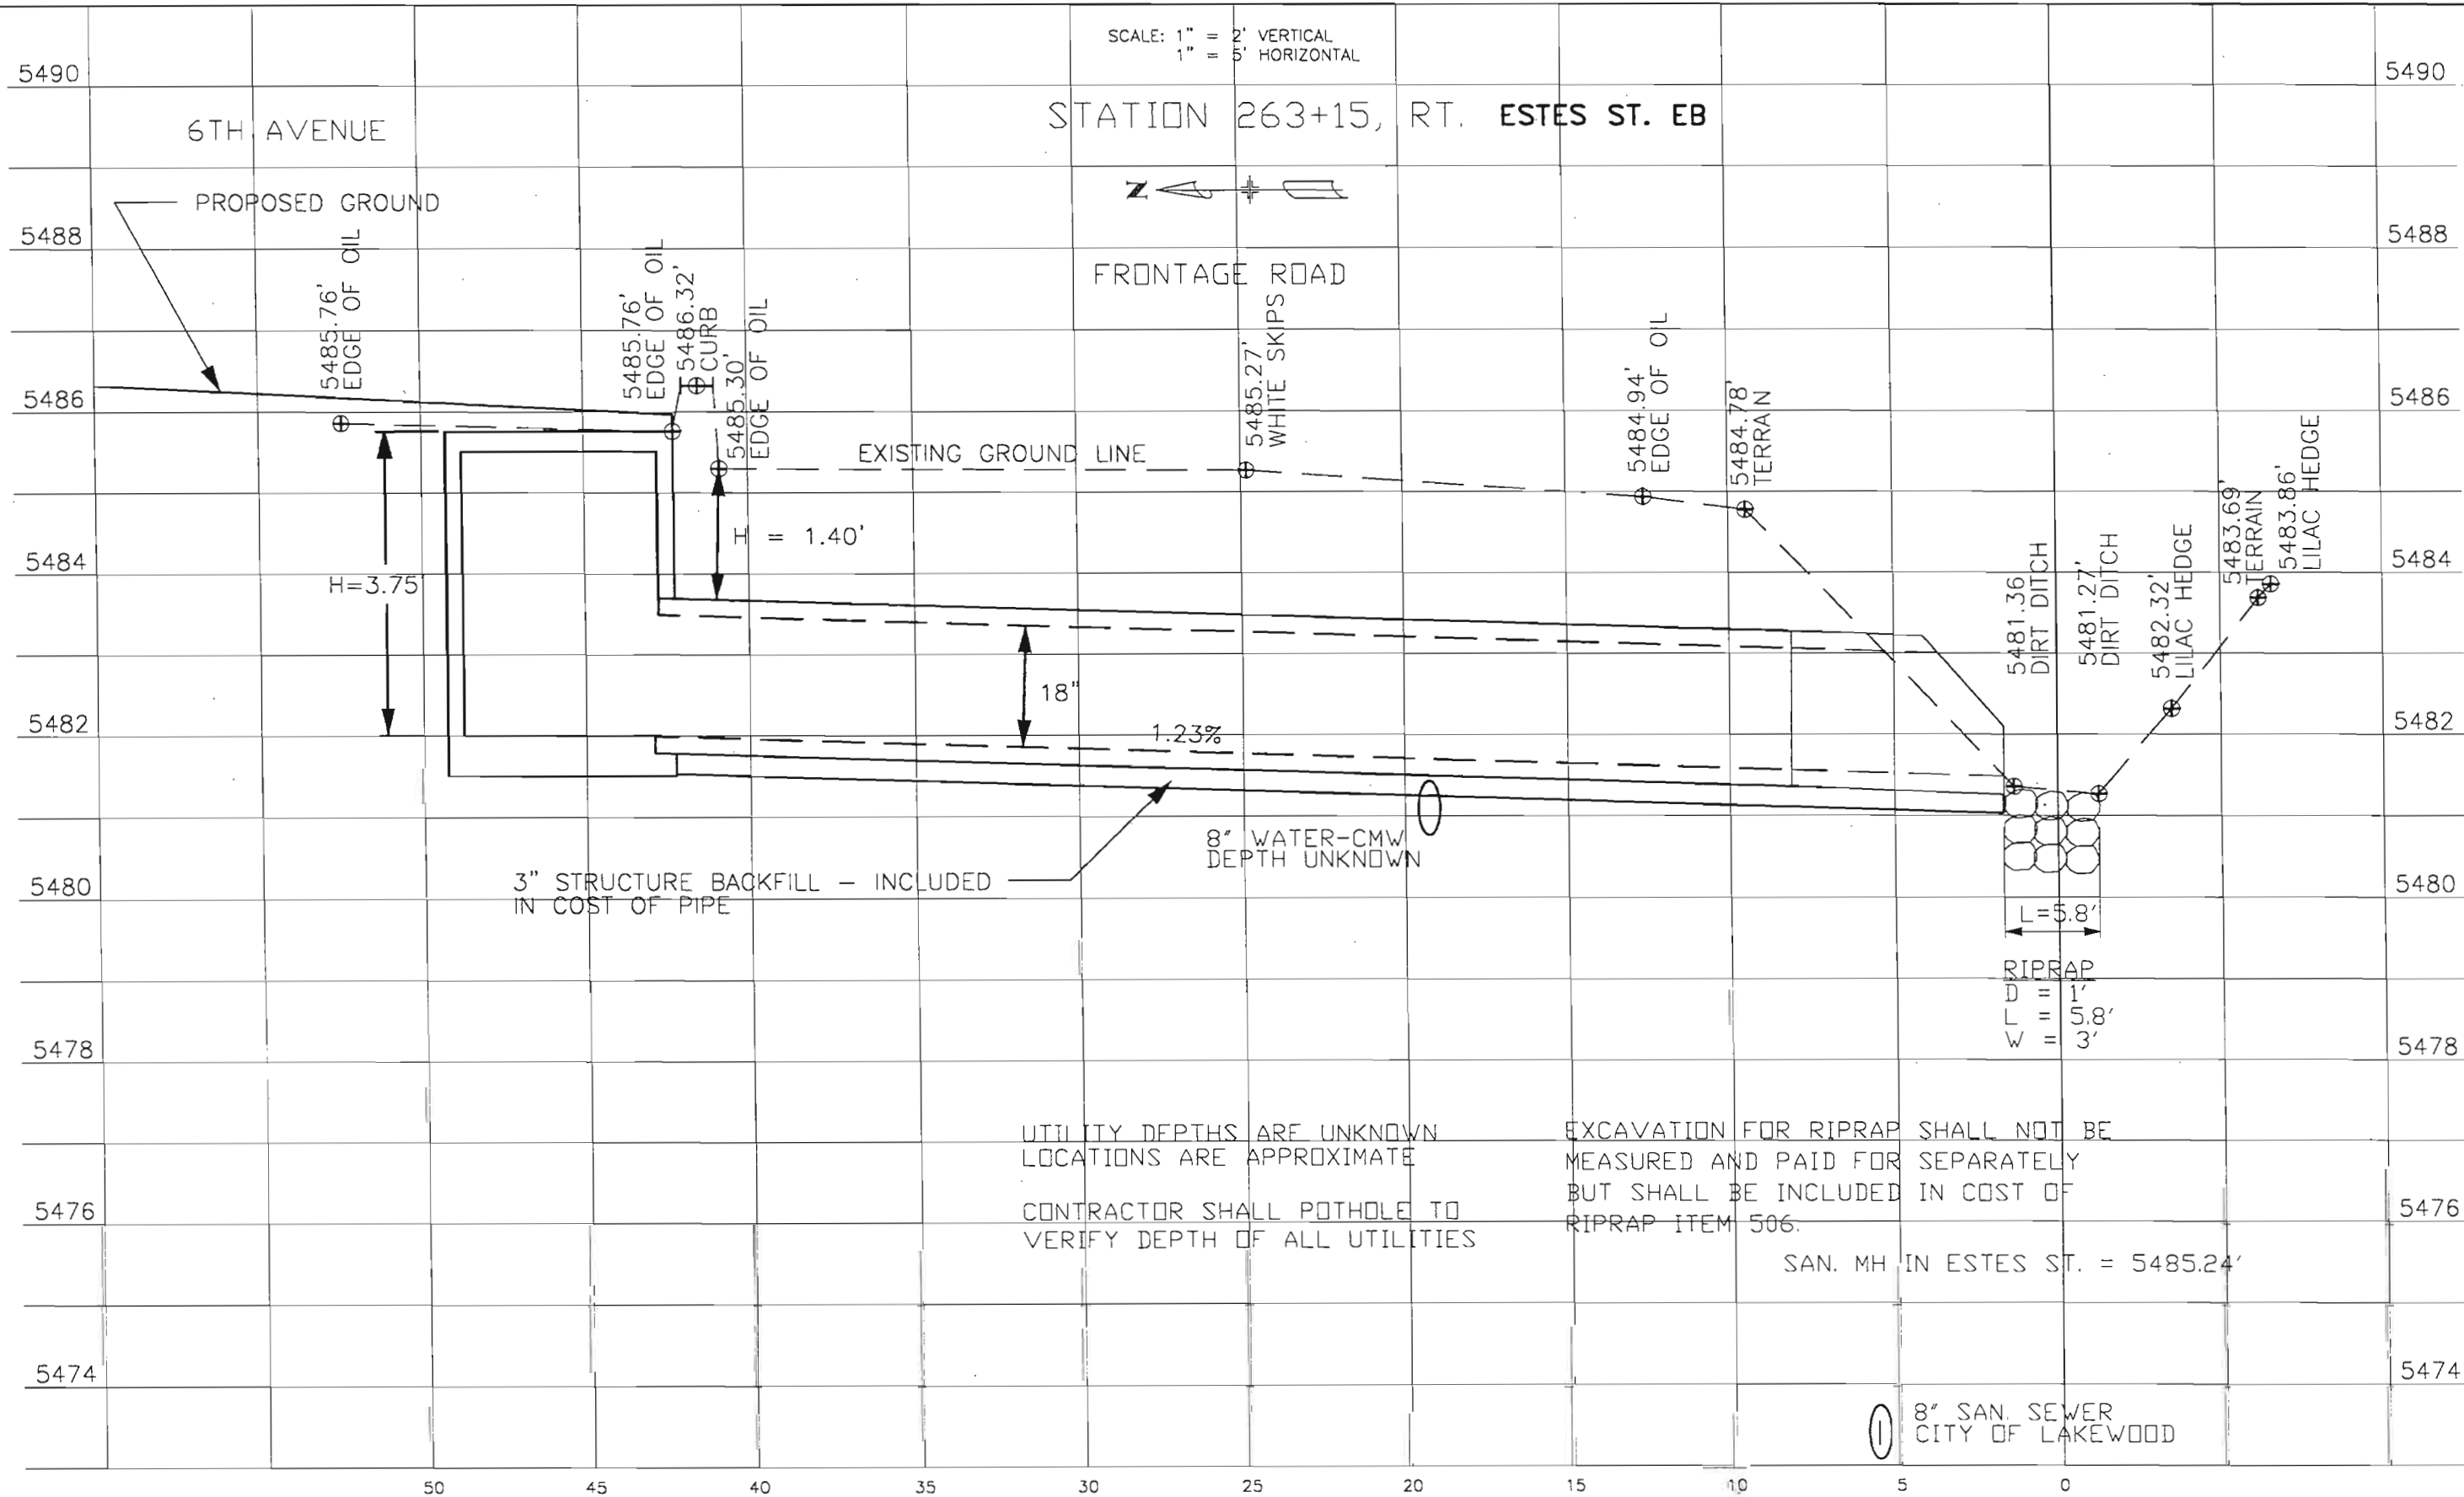 SCALE: 1" = 2' VERTICAL
1" = 5' HORIZONTAL
5490
5490
6TH AVENUE
STATION 263+15, RT. ESTES ST. EB
Z
PROPOSED GROUND
5488
5488
FRONTAGE ROAD
5485.76'
EDGE OF OIL
5485.76'
EDGE OF OIL
5486.32'
CURB
5485.30'
EDGE OF OIL
5485.27'
WHITE SKIPS
5484.94'
EDGE OF OIL
5484.78'
TERRAIN
5486
5486
EXISTING GROUND LINE
H = 1.40'
H=3.75'
5484
5484
5481.36
DIRT DITCH
5481.27'
DIRT DITCH
5482.32'
LILAC HEDGE
5483.69'
TERRAIN
5483.86'
LILAC HEDGE
18"
1.23%
5482
5482
8" WATER-CMW
DEPTH UNKNOWN
3" STRUCTURE BACKFILL - INCLUDED
IN COST OF PIPE
5480
5480
L=5.8'
RIPRAP
D = 1'
L = 5.8'
W = 3'
5478
5478
UTILITY DEPTHS ARE UNKNOWN
LOCATIONS ARE APPROXIMATE
CONTRACTOR SHALL POTHOLE TO
VERIFY DEPTH OF ALL UTILITIES
EXCAVATION FOR RIPRAP SHALL NOT BE
MEASURED AND PAID FOR SEPARATELY
BUT SHALL BE INCLUDED IN COST OF
RIPRAP ITEM 506.
5476
5476
SAN. MH IN ESTES ST. = 5485.24'
5474
5474
8" SAN. SEWER
CITY OF LAKEWOOD
50 45 40 35 30 25 20 15 10 5 0